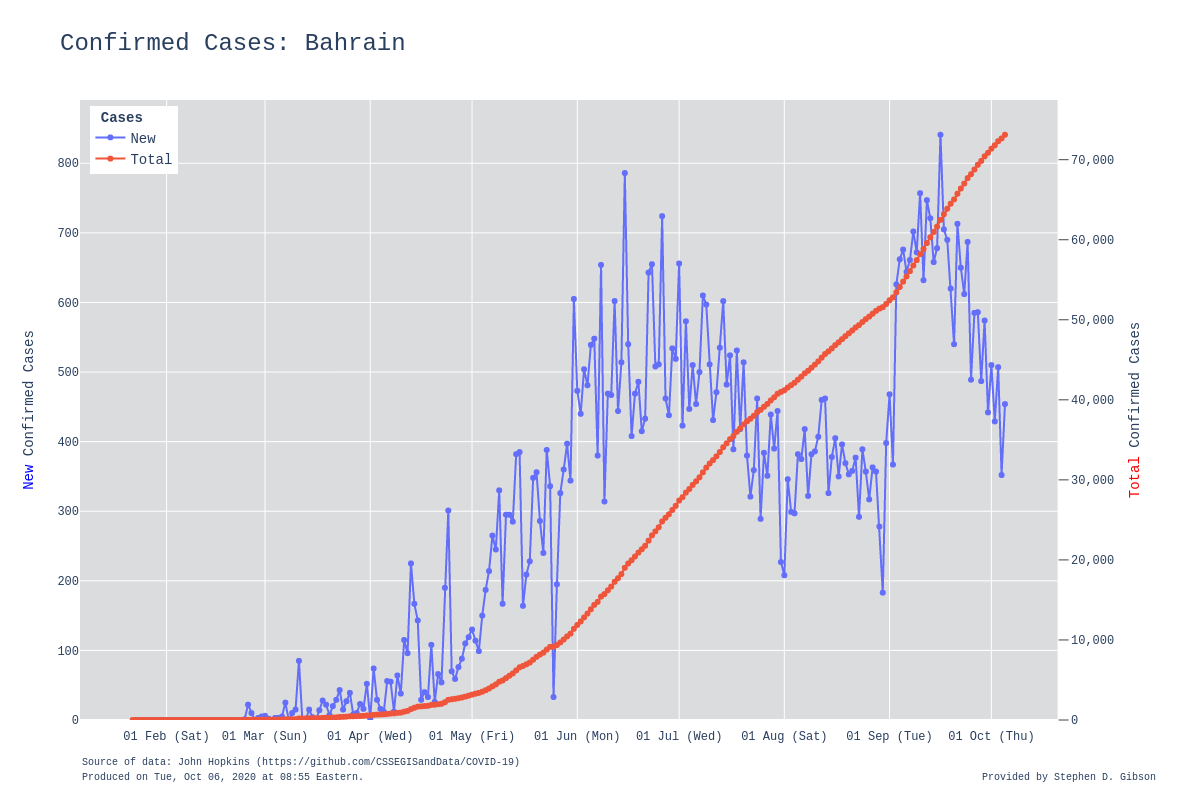 Confirmed Cases: Bahrain
Cases
New
Total
800
700
600
500
400
300
200
100
0
New Confirmed Cases
70,000
60,000
50,000
40,000
30,000
20,000
10,000
0
Total Confirmed Cases
01 Feb (Sat) 01 Mar (Sun) 01 Apr (Wed) 01 May (Fri) 01 Jun (Mon) 01 Jul (Wed) 01 Aug (Sat) 01 Sep (Tue) 01 Oct (Thu)
Source of data: John Hopkins (https://github.com/CSSEGISandData/COVID-19)
Produced on Tue, Oct 06, 2020 at 08:55 Eastern.
Provided by Stephen D. Gibson